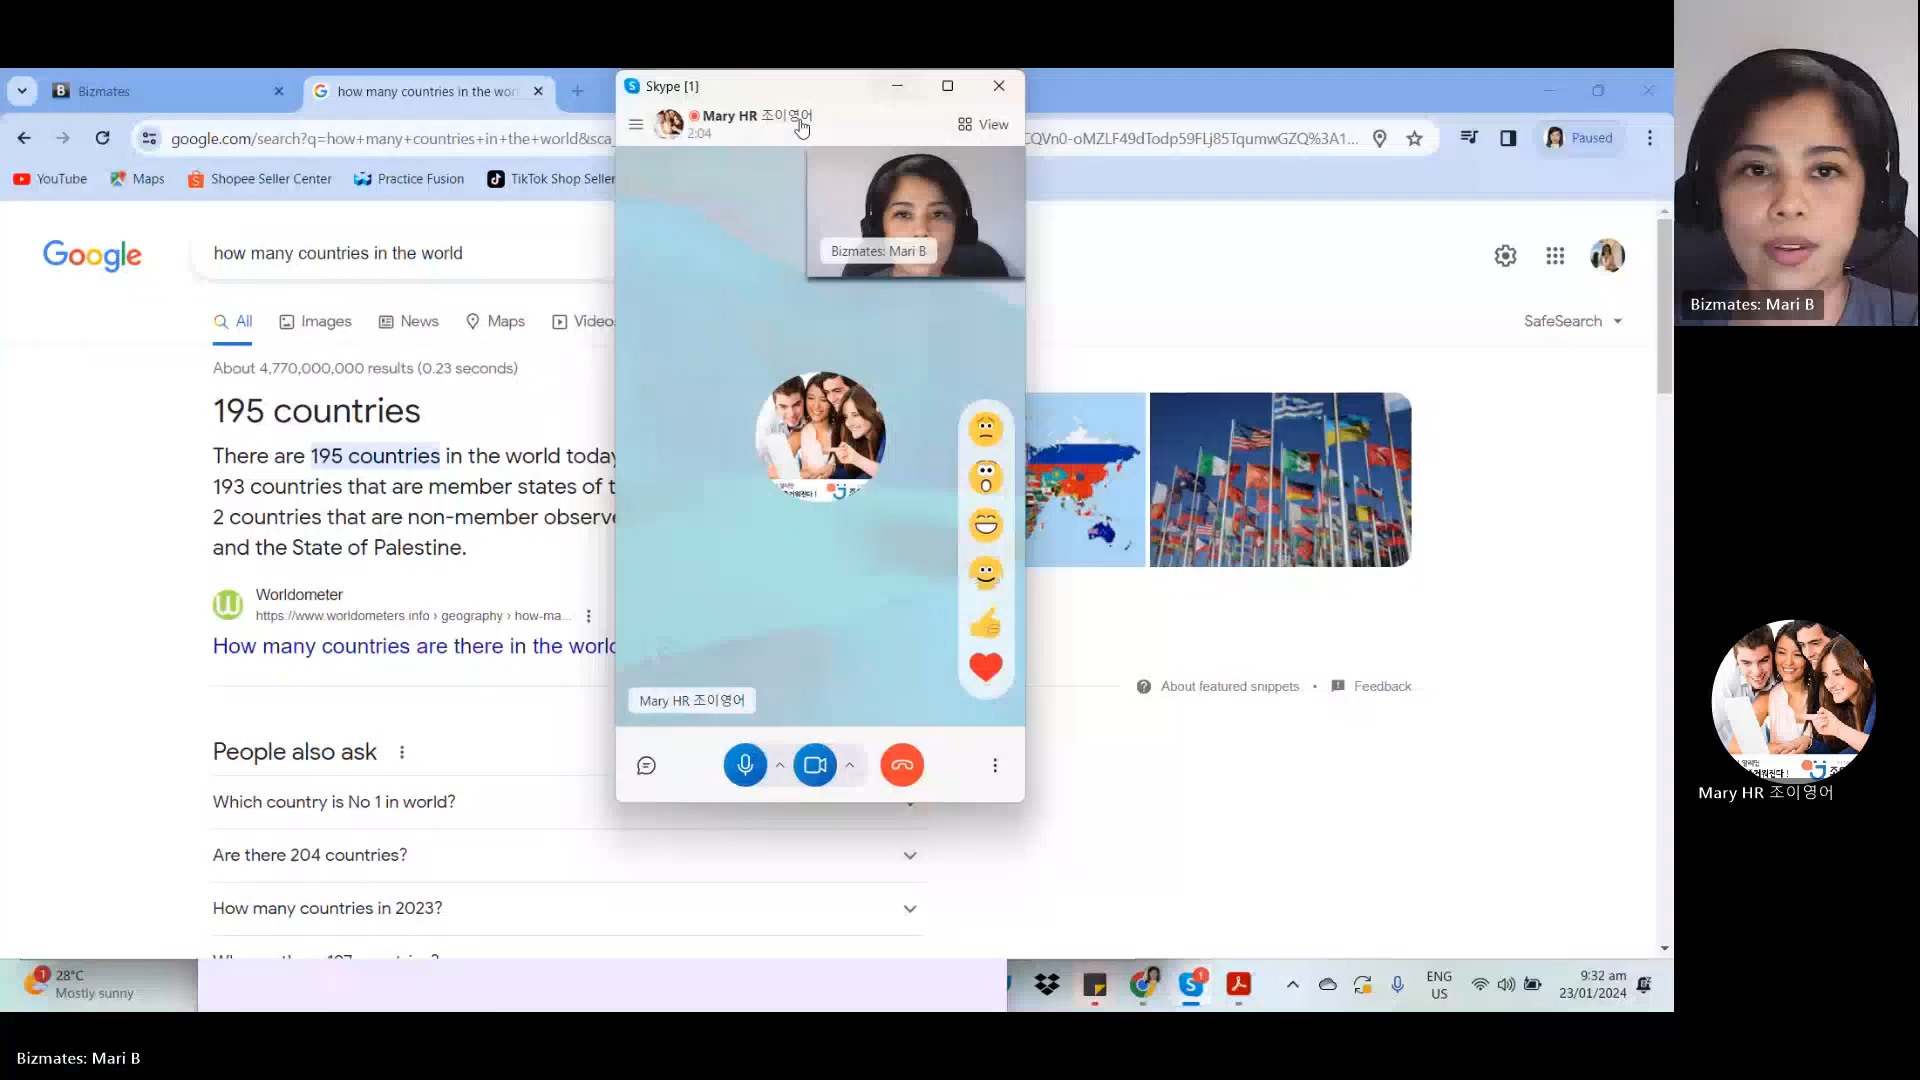 Bizmates
how many countries in the wor
google.com/search?q=how+many+countries+in+the+world&sca_
CQVn0-oMZLF49dTodp59FLj85TqumwGZQ%3A1...
Paused
YouTube
Maps
Shopee Seller Center
Practice Fusion
TikTok Shop Seller
Skype [1]
Mary HR 조이영어
2:04
View
Bizmates: Mari B
Mary HR 조이영어
Google
how many countries in the world
All
Images
News
Maps
Video
SafeSearch
About 4,770,000,000 results (0.23 seconds)
195 countries
There are 195 countries in the world today
193 countries that are member states of t
2 countries that are non-member observe
and the State of Palestine.
Worldometer
https://www.worldometers.info › geography › how-ma...
How many countries are there in the worl
About featured snippets
•
Feedback
People also ask
Which country is No 1 in world?
Are there 204 countries?
How many countries in 2023?
1
28°C
Mostly sunny
1
ENG
US
9:32 am
23/01/2024
Bizmates: Mari B
Mary HR 조이영어
Bizmates: Mari B